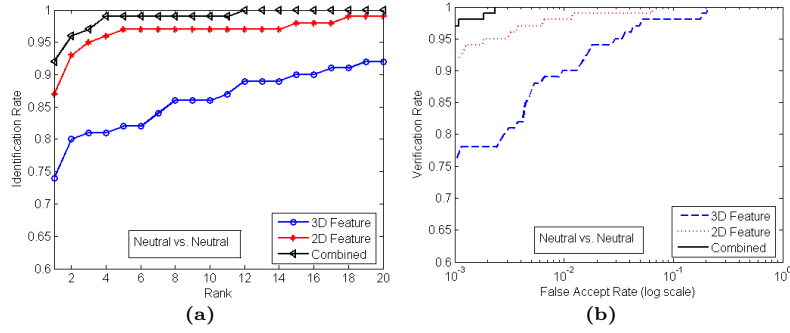 1
0.95
0.9
0.85
0.8
0.75
0.7
0.65
0.6
Identification Rate
2 4 6 8 10 12 14 16 18 20
Rank
Neutral vs. Neutral
3D Feature
2D Feature
Combined
(a)
1
0.95
0.9
0.85
0.8
0.75
0.7
0.65
0.6
Verification Rate
10^-3 10^-2 10^-1 10^0
False Accept Rate (log scale)
Neutral vs. Neutral
3D Feature
2D Feature
Combined
(b)